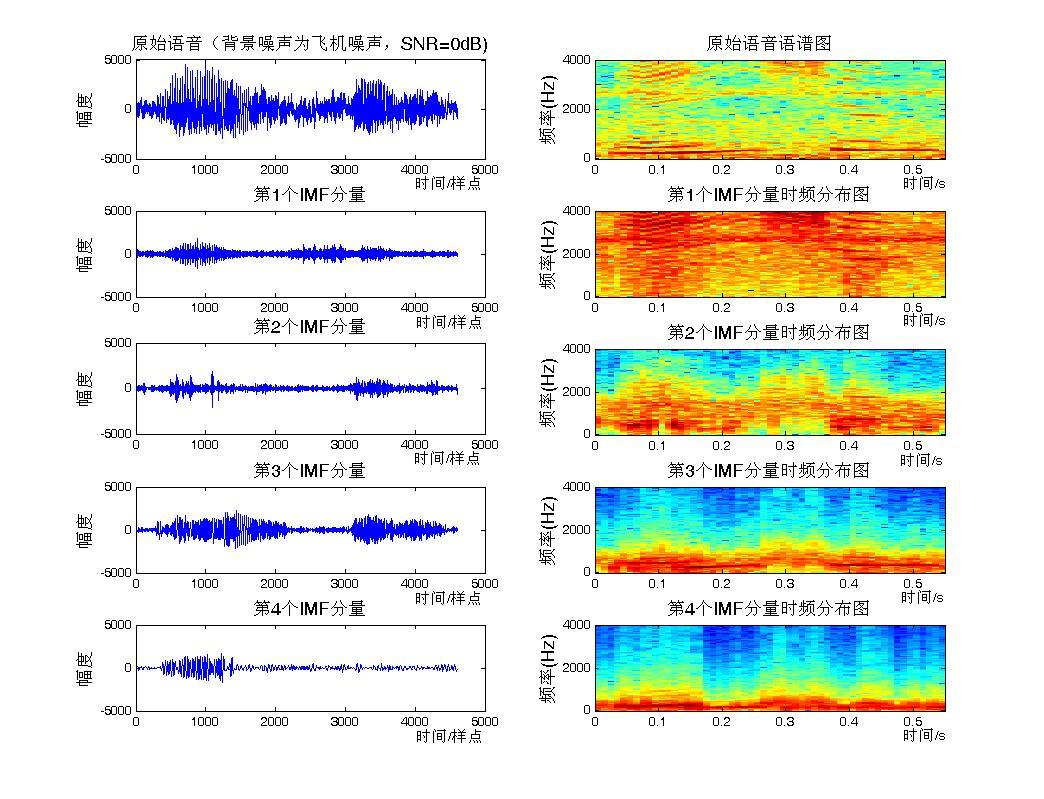 原始语音（背景噪声为飞机噪声，SNR=0dB)
5000
0
-5000
幅度
0 1000 2000 3000 4000 5000
时间/样点
原始语音语谱图
4000
2000
0
频率(Hz)
0 0.1 0.2 0.3 0.4 0.5
时间/s
第1个IMF分量
5000
0
-5000
幅度
0 1000 2000 3000 4000 5000
时间/样点
第1个IMF分量时频分布图
4000
2000
0
频率(Hz)
0 0.1 0.2 0.3 0.4 0.5
时间/s
第2个IMF分量
5000
0
-5000
幅度
0 1000 2000 3000 4000 5000
时间/样点
第2个IMF分量时频分布图
4000
2000
0
频率(Hz)
0 0.1 0.2 0.3 0.4 0.5
时间/s
第3个IMF分量
5000
0
-5000
幅度
0 1000 2000 3000 4000 5000
时间/样点
第3个IMF分量时频分布图
4000
2000
0
频率(Hz)
0 0.1 0.2 0.3 0.4 0.5
时间/s
第4个IMF分量
5000
0
-5000
幅度
0 1000 2000 3000 4000 5000
时间/样点
第4个IMF分量时频分布图
4000
2000
0
频率(Hz)
0 0.1 0.2 0.3 0.4 0.5
时间/s